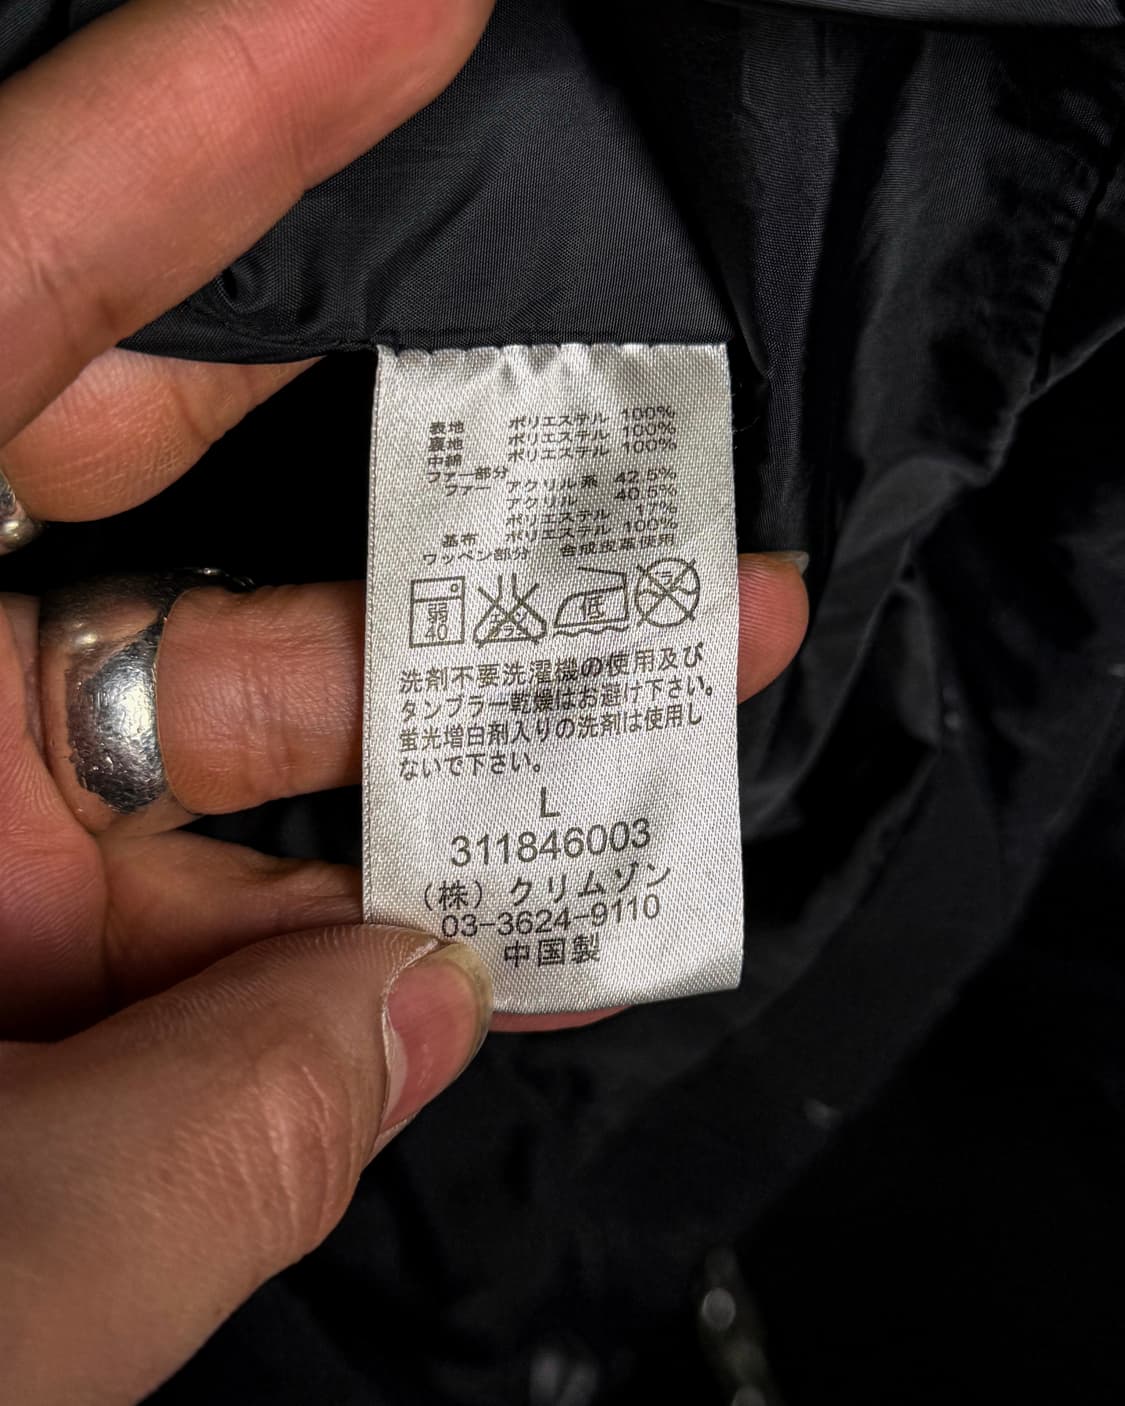 表地 ポリエステル 100%
裏地 ポリエステル 100%
中綿 ポリエステル 100%
ファー部分
ファー アクリル系 42.5%
アクリル 40.5%
ポリエステル 17%
基布 ポリエステル 100%
ワッペン部分 合成皮革使用
弱
40
低
洗剤不要洗濯機の使用及び
タンブラー乾燥はお避け下さい。
蛍光増白剤入りの洗剤は使用し
ないで下さい。
L
311846003
(株) クリムゾン
03-3624-9110
中国製